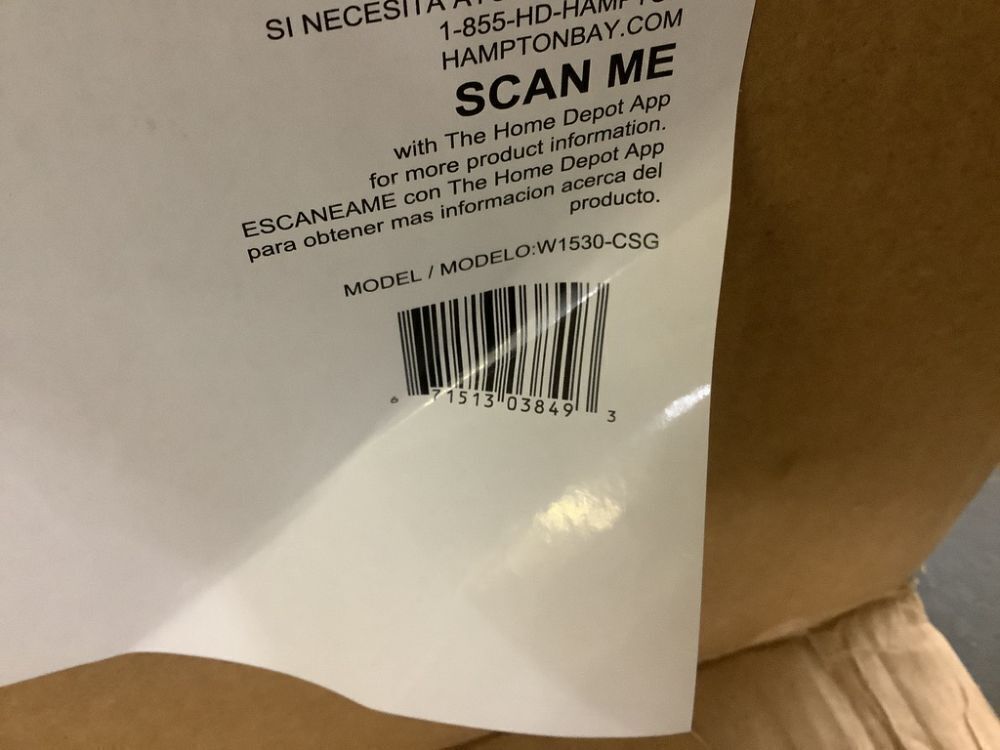 SI NECESITA
1-855-HD-HAMPTO
HAMPTONBAY.COM
SCAN ME
with The Home Depot App
for more product information.
ESCANEAME con The Home Depot App
para obtener mas informacion acerca del
producto.
MODEL / MODELO:W1530-CSG
6 71513 03849 3